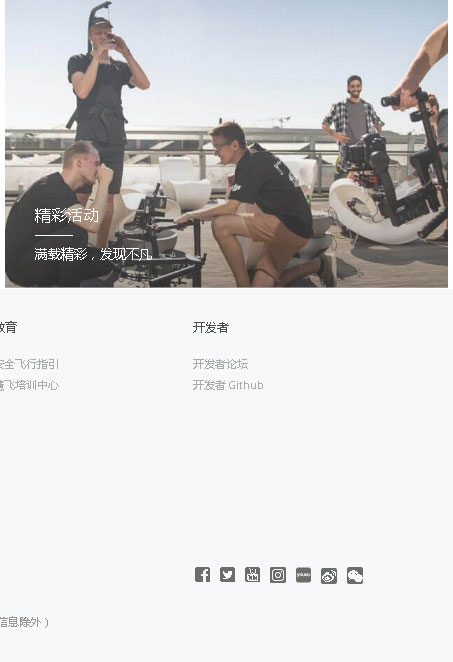 精彩活动
满载精彩，发现不凡
教育
开发者
安全飞行指引
开发者论坛
慧飞培训中心
开发者 Github
信息除外）